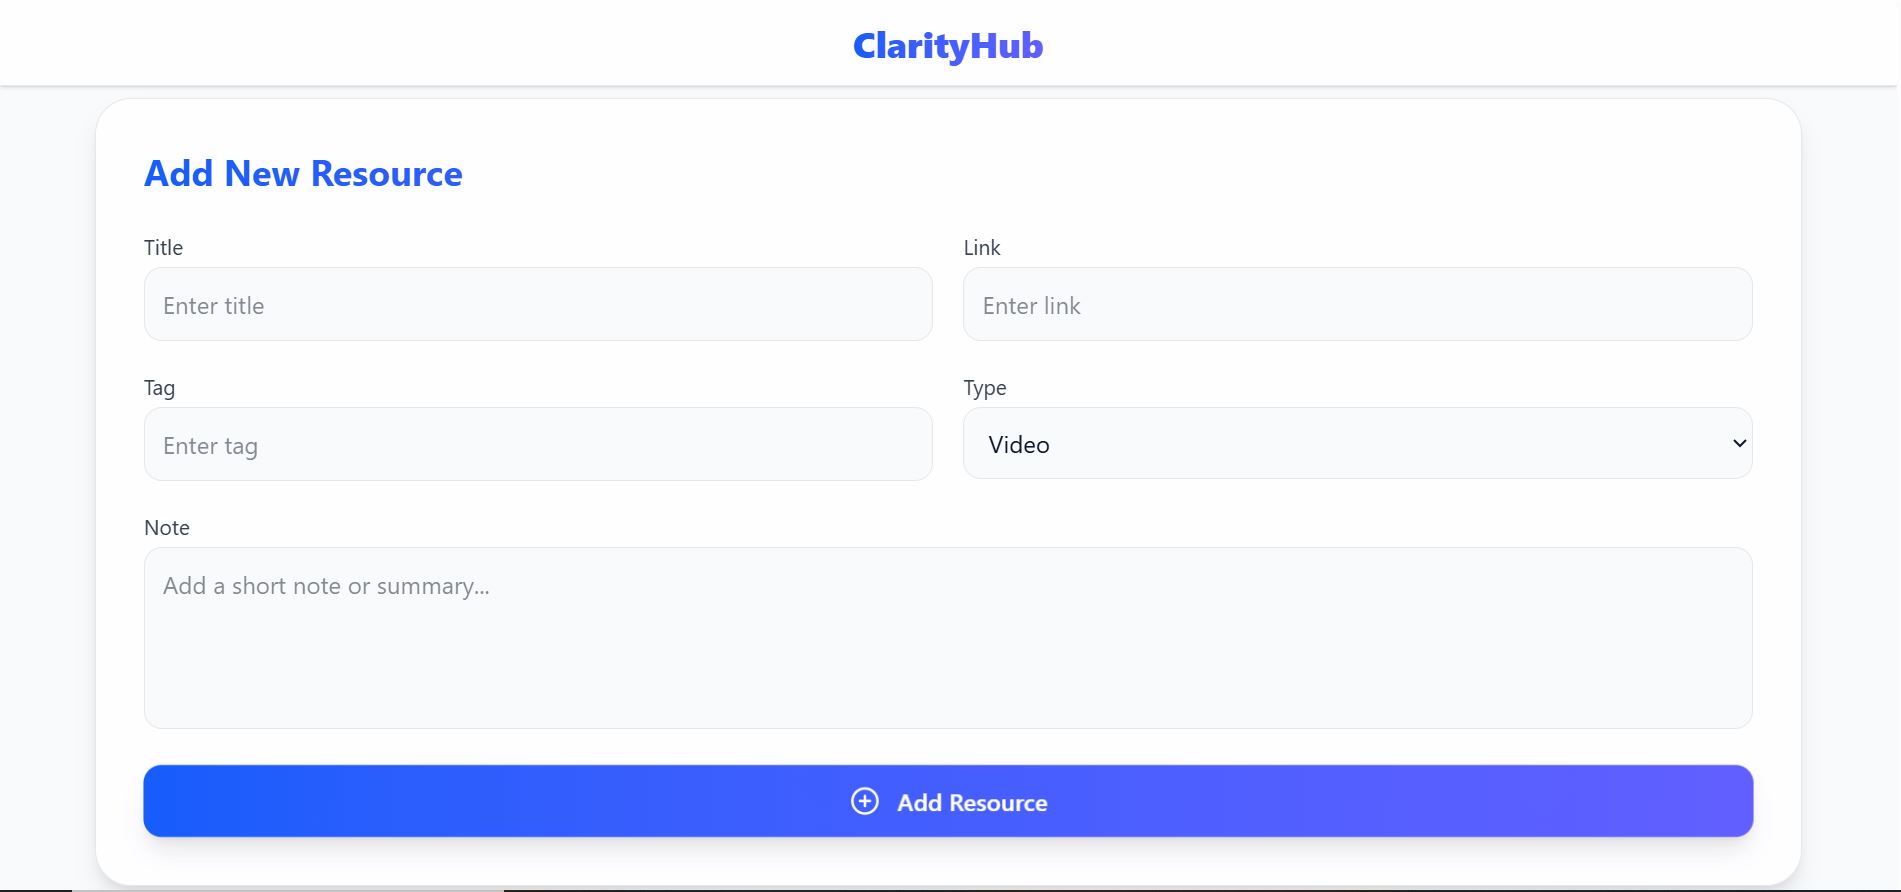 ClarityHub
Add New Resource
Title
Link
Enter title
Enter link
Tag
Type
Enter tag
Video
Note
Add a short note or summary...
Add Resource